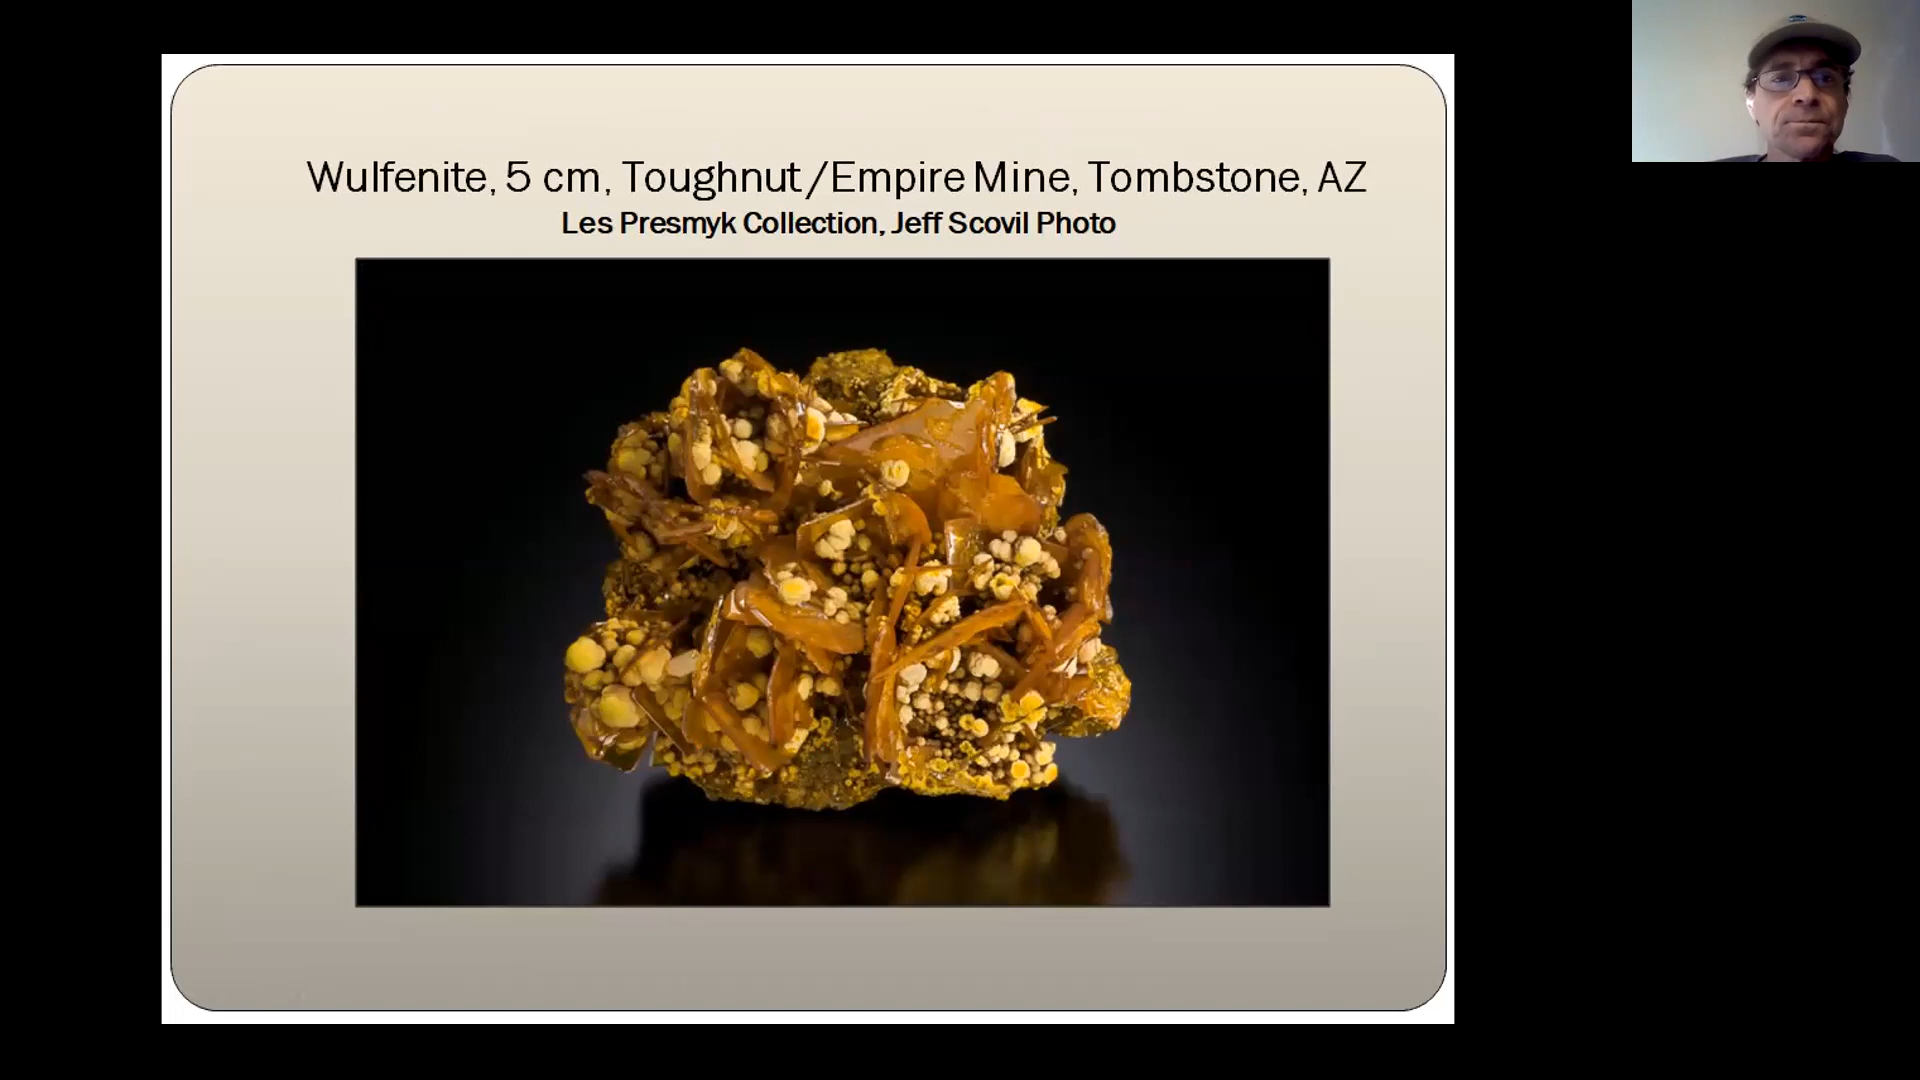 Wulfenite, 5 cm, Toughnut/Empire Mine, Tombstone, AZ
Les Presmyk Collection, Jeff Scovil Photo